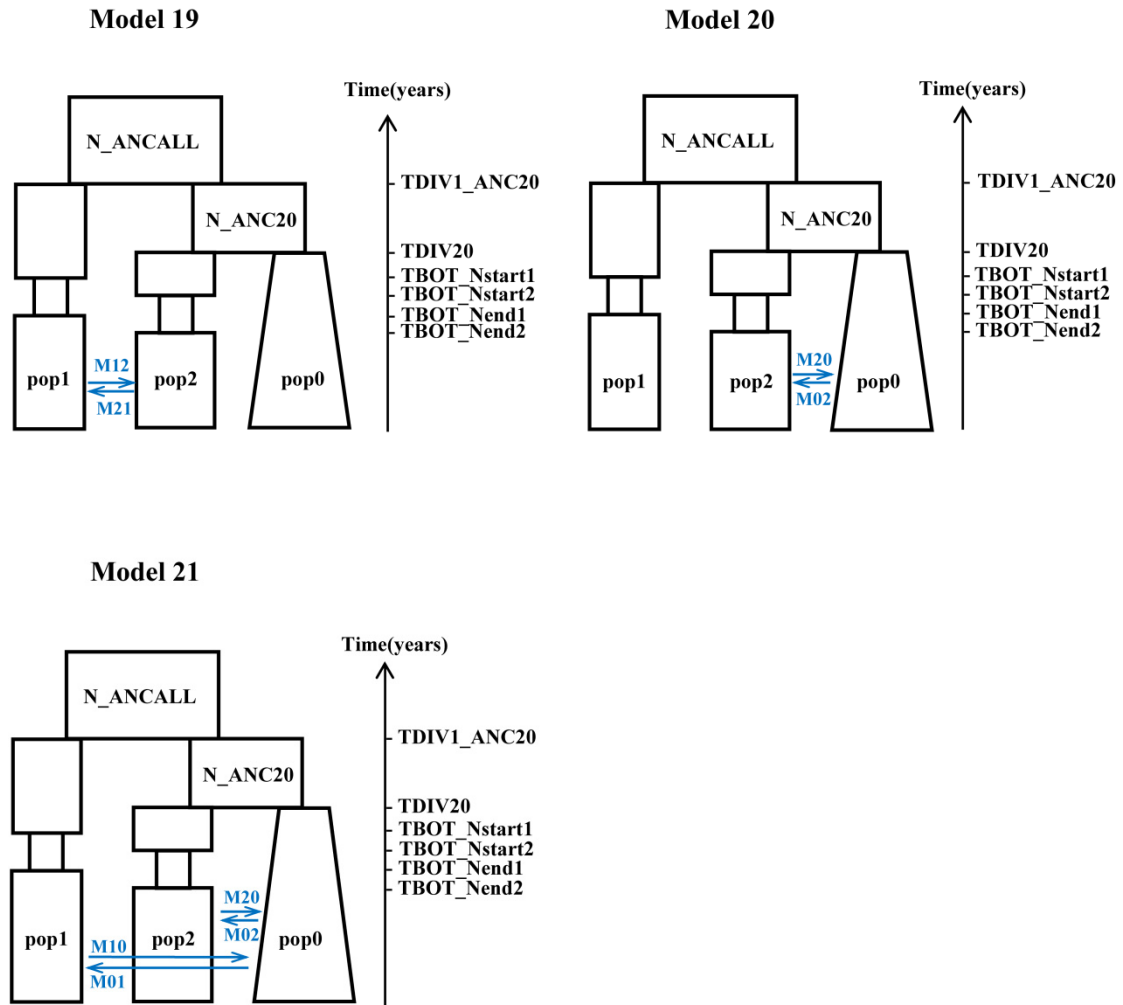 Model 19
Time(years)
N_ANCALL
TDIV1_ANC20
N_ANC20
TDIV20
TBOT_Nstart1
TBOT_Nstart2
TBOT_Nend1
TBOT_Nend2
M12
pop1
pop2
pop0
M21
Model 20
Time(years)
N_ANCALL
TDIV1_ANC20
N_ANC20
TDIV20
TBOT_Nstart1
TBOT_Nstart2
TBOT_Nend1
TBOT_Nend2
M20
pop1
pop2
pop0
M02
Model 21
Time(years)
N_ANCALL
TDIV1_ANC20
N_ANC20
TDIV20
TBOT_Nstart1
TBOT_Nstart2
TBOT_Nend1
TBOT_Nend2
M20
M02
pop1
M10
pop2
pop0
M01